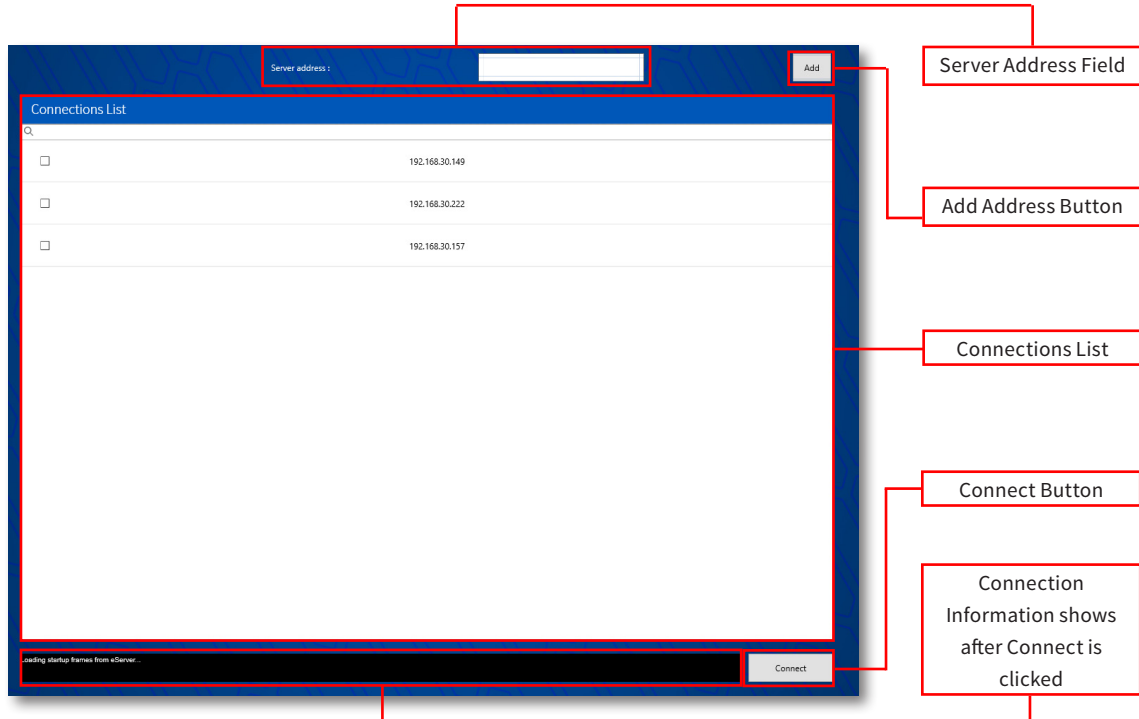 Server address :
Add
Server Address Field
Connections List
192.168.30.149
192.168.30.222
Add Address Button
192.168.30.157
Connections List
Connect Button
Connection
Information shows
after Connect is
clicked
Loading startup frames from eServer...
Connect